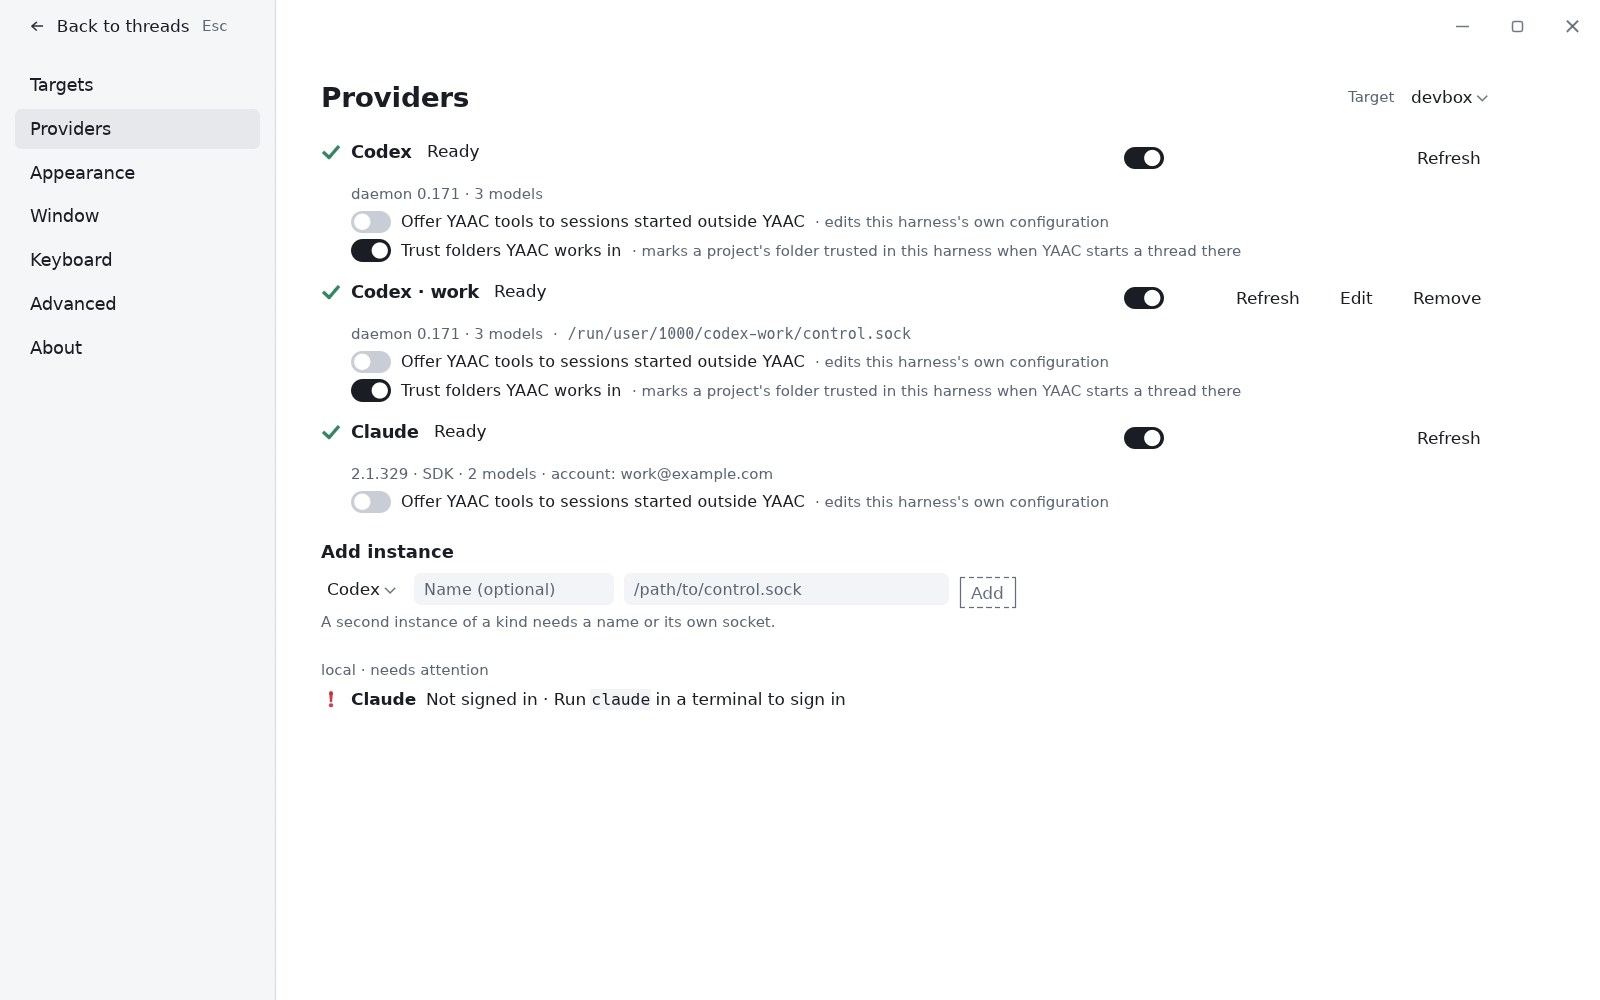 Back to threads Esc
Targets
Providers
Appearance
Window
Keyboard
Advanced
About
Providers
Target devbox
Codex Ready
Refresh
daemon 0.171 · 3 models
Offer YAAC tools to sessions started outside YAAC · edits this harness's own configuration
Trust folders YAAC works in · marks a project's folder trusted in this harness when YAAC starts a thread there
Codex · work Ready
Refresh Edit Remove
daemon 0.171 · 3 models · /run/user/1000/codex-work/control.sock
Offer YAAC tools to sessions started outside YAAC · edits this harness's own configuration
Trust folders YAAC works in · marks a project's folder trusted in this harness when YAAC starts a thread there
Claude Ready
Refresh
2.1.329 · SDK · 2 models · account: work@example.com
Offer YAAC tools to sessions started outside YAAC · edits this harness's own configuration
Add instance
Codex Name (optional) /path/to/control.sock Add
A second instance of a kind needs a name or its own socket.
local · needs attention
Claude Not signed in · Run claude in a terminal to sign in